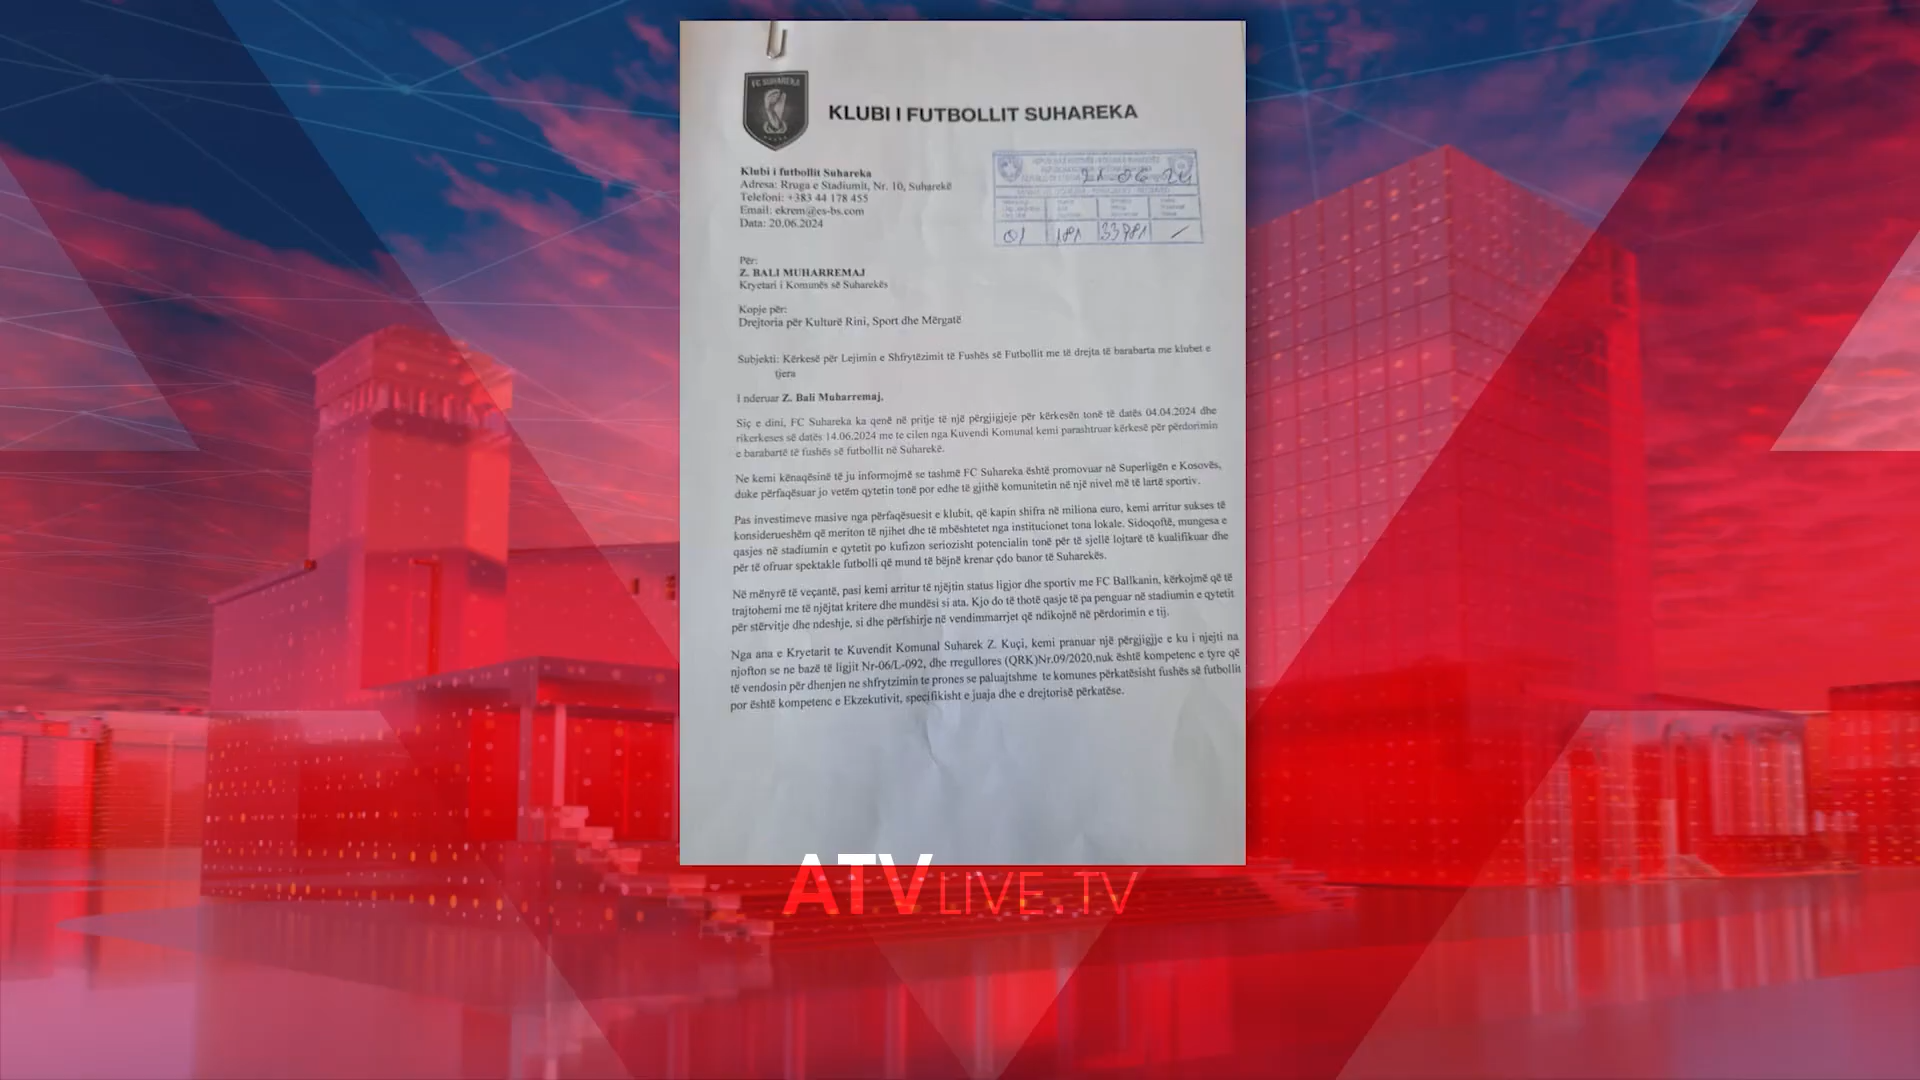 FC SUHAREKA
KLUBI I FUTBOLLIT SUHAREKA
Klubi i futbollit Suhareka
Adresa: Rruga e Stadiumit, Nr. 10, Suharekë
Telefoni: +383 44 178 455
Email: ekrem@es-bs.com
Data: 20.06.2024
21 06 24
01 181 33781 /
Për:
Z. BALI MUHARREMAJ
Kryetari i Komunës së Suharekës
Kopje për:
Drejtoria për Kulturë Rini, Sport dhe Mërgatë
Subjekti: Kërkesë për Lejimin e Shfrytëzimit të Fushës së Futbollit me të drejta të barabarta me klubet e
tjera
I nderuar Z. Bali Muharremaj,
Siç e dini, FC Suhareka ka qenë në pritje të një përgjigjeje për kërkesën tonë të datës 04.04.2024 dhe
rikerkeses së datës 14.06.2024 me te cilen nga Kuvendi Komunal kemi parashtruar kërkesë për përdorimin
e barabartë të fushës së futbollit në Suharekë.
Ne kemi kënaqësinë të ju informojmë se tashmë FC Suhareka është promovuar në Superligën e Kosovës,
duke përfaqësuar jo vetëm qytetin tonë por edhe të gjithë komunitetin në një nivel më të lartë sportiv.
Pas investimeve masive nga përfaqësuesit e klubit, që kapin shifra në miliona euro, kemi arritur sukses të
konsiderueshëm që meriton të njihet dhe të mbështetet nga institucionet tona lokale. Sidoqoftë, mungesa e
qasjes në stadiumin e qytetit po kufizon seriozisht potencialin tonë për të sjellë lojtarë të kualifikuar dhe
për të ofruar spektakle futbolli që mund të bëjnë krenar çdo banor të Suharekës.
Në mënyrë të veçantë, pasi kemi arritur të njëjtin status ligjor dhe sportiv me FC Ballkanin, kërkojmë që të
trajtohemi me të njëjtat kritere dhe mundësi si ata. Kjo do të thotë qasje të pa penguar në stadiumin e qytetit
për stërvitje dhe ndeshje, si dhe përfshirje në vendimmarrjet që ndikojnë në përdorimin e tij.
Nga ana e Kryetarit te Kuvendit Komunal Suharek Z. Kuçi, kemi pranuar një përgjigjje e ku i njejti na
njofton se ne bazë të ligjit Nr-06/L-092, dhe rregullores (QRK)Nr.09/2020,nuk është kompetenc e tyre që
të vendosin për dhenjen ne shfrytzimin te prones se paluajtshme te komunes përkatësisht fushës së futbollit
por është kompetenc e Ekzekutivit, speçifikisht e juaja dhe e drejtorisë përkatëse.
ATVLIVE.TV